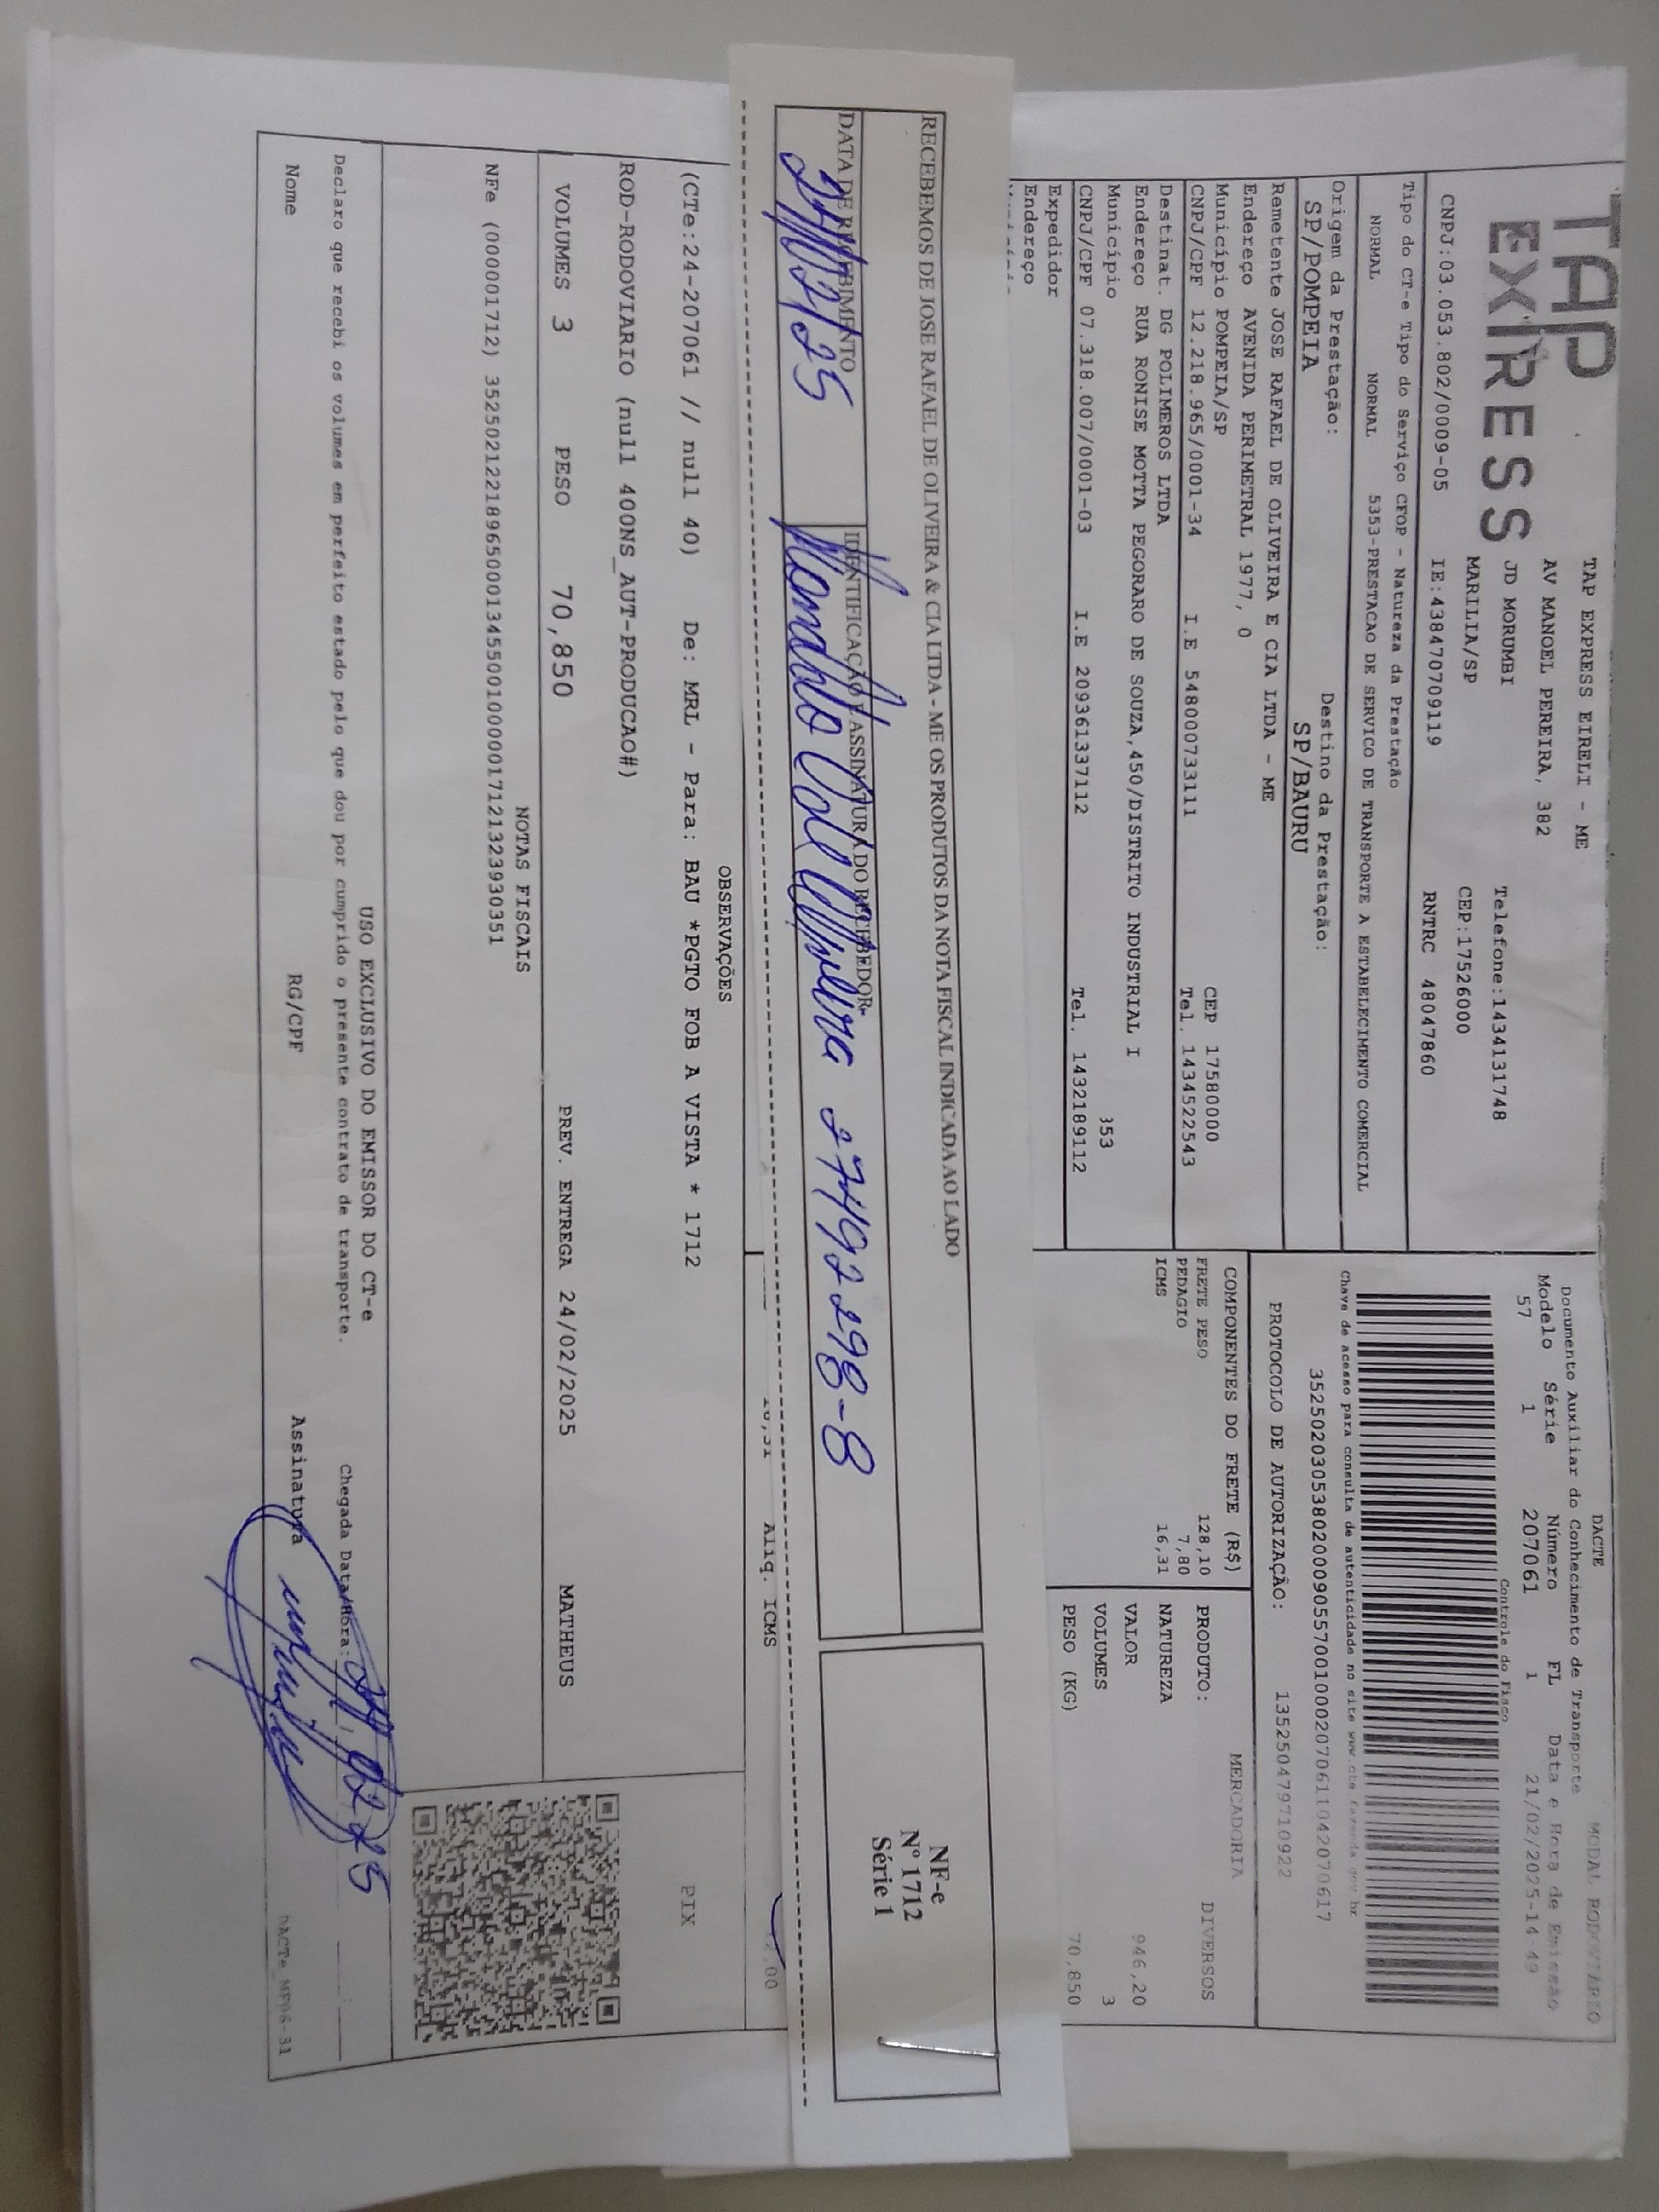 TAP
EXPRESS
TAP EXPRESS EIRELI - ME
AV MANOEL PEREIRA, 382
JD MORUMBI
MARILIA/SP
Telefone:1434131748
CEP:17526000
CNPJ:03.053.802/0009-05 IE:438470709119 RNTRC 48047860
Tipo do CT-e Tipo do Serviço CFOP - Natureza da Prestação
NORMAL NORMAL 5353-PRESTACAO DE SERVICO DE TRANSPORTE A ESTABELECIMENTO COMERCIAL
Origem da Prestação: Destino da Prestação:
SP/POMPEIA SP/BAURU
Remetente JOSE RAFAEL DE OLIVEIRA E CIA LTDA - ME
Endereço AVENIDA PERIMETRAL 1977, 0
Município POMPEIA/SP CEP 17580000
CNPJ/CPF 12.218.965/0001-34 I.E 548000733111 Tel. 1434522543
Destinat. DG POLIMEROS LTDA
Endereço RUA RONISE MOTTA PEGORARO DE SOUZA,450/DISTRITO INDUSTRIAL I
Município 353
CNPJ/CPF 07.318.007/0001-03 I.E 209361337112 Tel. 1432189112
Expedidor
Endereço
DACTE MODAL RODOVIARIO
Documento Auxiliar do Conhecimento de Transporte
Modelo Série Número FL Data e Hora de Emissão
57 1 207061 1 21/02/2025-14:49
Controle do Fisco
Chave de acesso para consulta de autenticidade no site www.cte.fazenda.gov.br
35250203053802000905570010002070611042070617
PROTOCOLO DE AUTORIZAÇÃO: 135250479710922
COMPONENTES DO FRETE (R$)
FRETE PESO 128,10
PEDAGIO 7,80
ICMS 16,31
MERCADORIA
PRODUTO: DIVERSOS
NATUREZA
VALOR 946,20
VOLUMES 3
PESO (KG) 70,850
RECEBEMOS DE JOSE RAFAEL DE OLIVEIRA & CIA LTDA - ME OS PRODUTOS DA NOTA FISCAL INDICADA AO LADO
DATA DE RECEBIMENTO IDENTIFICAÇÃO E ASSINATURA DO RECEBEDOR
27492298-8
NF-e
Nº 1712
Série 1
Aliq. ICMS
OBSERVAÇÕES
(CTe:24-207061 // null 40) De: MRL - Para: BAU *PGTO FOB A VISTA * 1712
ROD-RODOVIARIO (null 400NS_AUT-PRODUCAO#)
PIX
VOLUMES 3 PESO 70,850 PREV. ENTREGA 24/02/2025 MATHEUS
NOTAS FISCAIS
NFe (000001712) 35250212218965000134550010000017121323930351
USO EXCLUSIVO DO EMISSOR DO CT-e
Declaro que recebi os volumes em perfeito estado pelo que dou por cumprido o presente contrato de transporte. Chegada Data/Hora:
Nome RG/CPF Assinatura DACTe_MF06-31